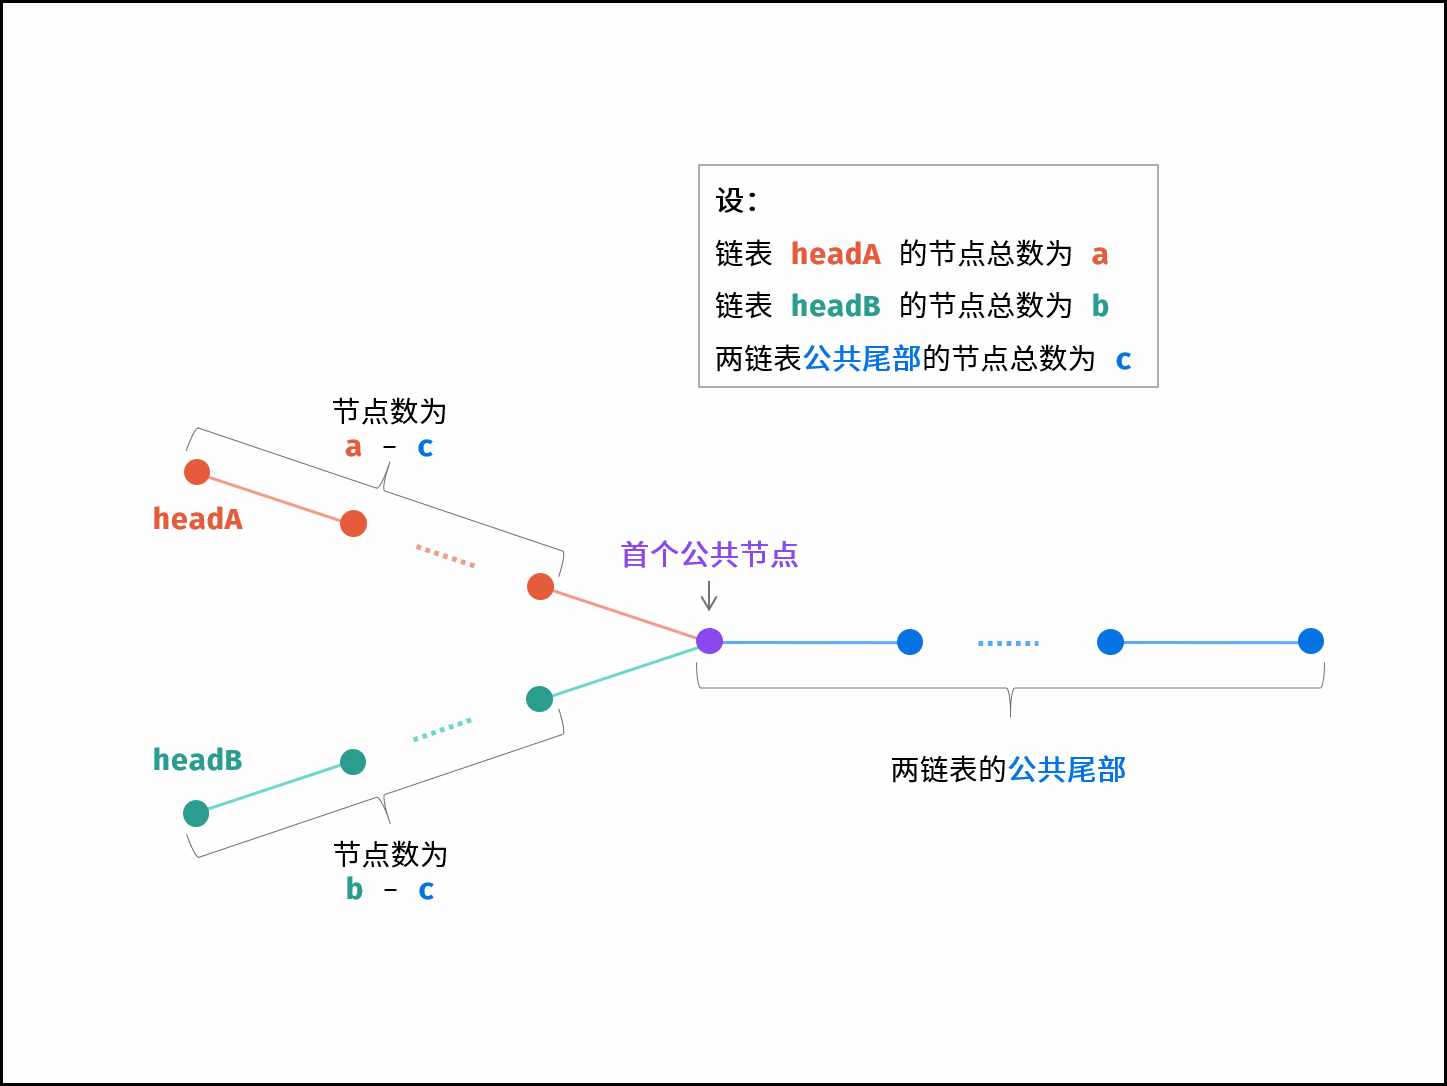 设：
链表 headA 的节点总数为 a
链表 headB 的节点总数为 b
两链表公共尾部的节点总数为 c
节点数为
a - c
headA
首个公共节点
headB
两链表的公共尾部
节点数为
b - c